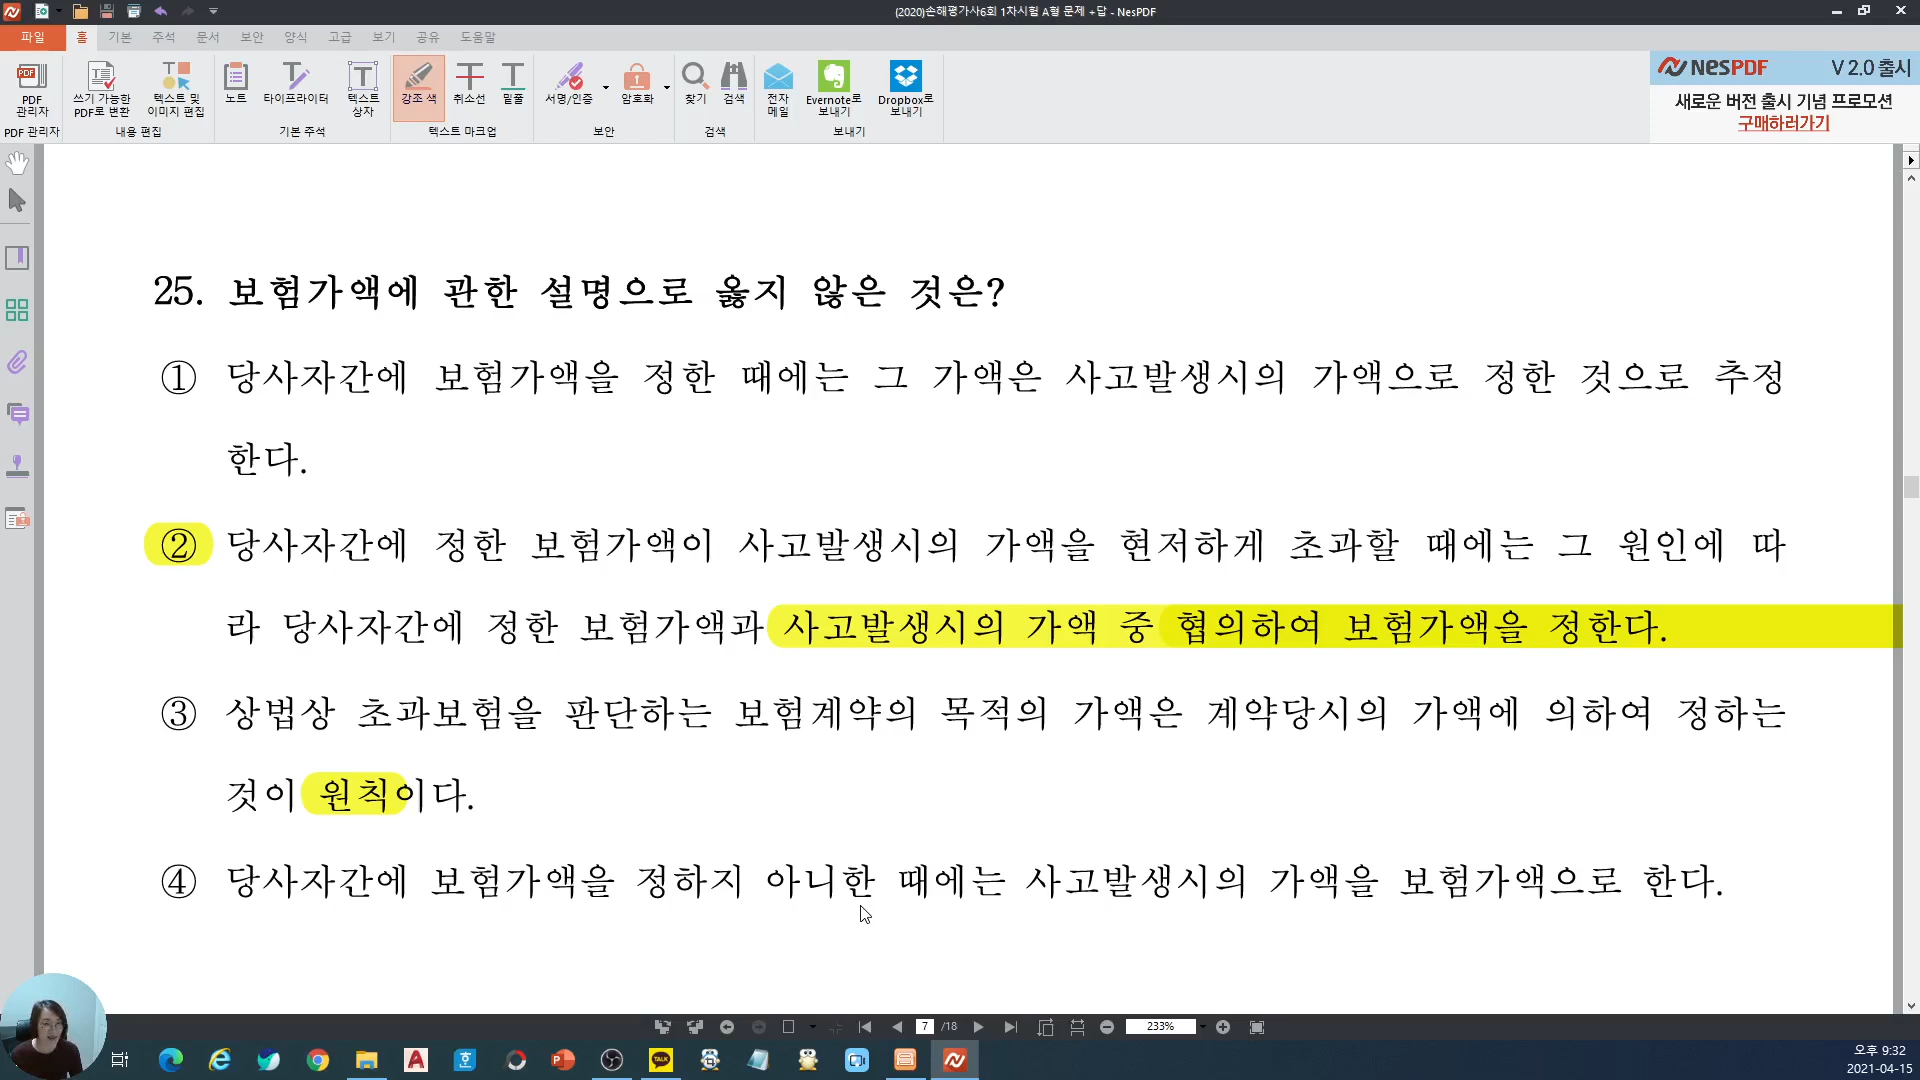 (2020)손해평가사6회 1차시험 A형 문제 +답 - NesPDF
파일 홈 기본 주석 문서 보안 양식 고급 보기 공유 도움말
PDF 관리자
쓰기 가능한 PDF로 변환
텍스트 및 이미지 편집
노트
타이프라이터
텍스트 상자
강조 색
취소선
밑줄
서명/인증
암호화
찾기
검색
전자 메일
Evernote로 보내기
Dropbox로 보내기
PDF 관리자 내용 편집 기본 주석 텍스트 마크업 보안 검색 보내기
NESPDF V 2.0 출시
새로운 버전 출시 기념 프로모션
구매하러가기
25. 보험가액에 관한 설명으로 옳지 않은 것은?
① 당사자간에 보험가액을 정한 때에는 그 가액은 사고발생시의 가액으로 정한 것으로 추정
한다.
② 당사자간에 정한 보험가액이 사고발생시의 가액을 현저하게 초과할 때에는 그 원인에 따
라 당사자간에 정한 보험가액과 사고발생시의 가액 중 협의하여 보험가액을 정한다.
③ 상법상 초과보험을 판단하는 보험계약의 목적의 가액은 계약당시의 가액에 의하여 정하는
것이 원칙이다.
④ 당사자간에 보험가액을 정하지 아니한 때에는 사고발생시의 가액을 보험가액으로 한다.
7 /18 233%
TALK
오후 9:32
2021-04-15